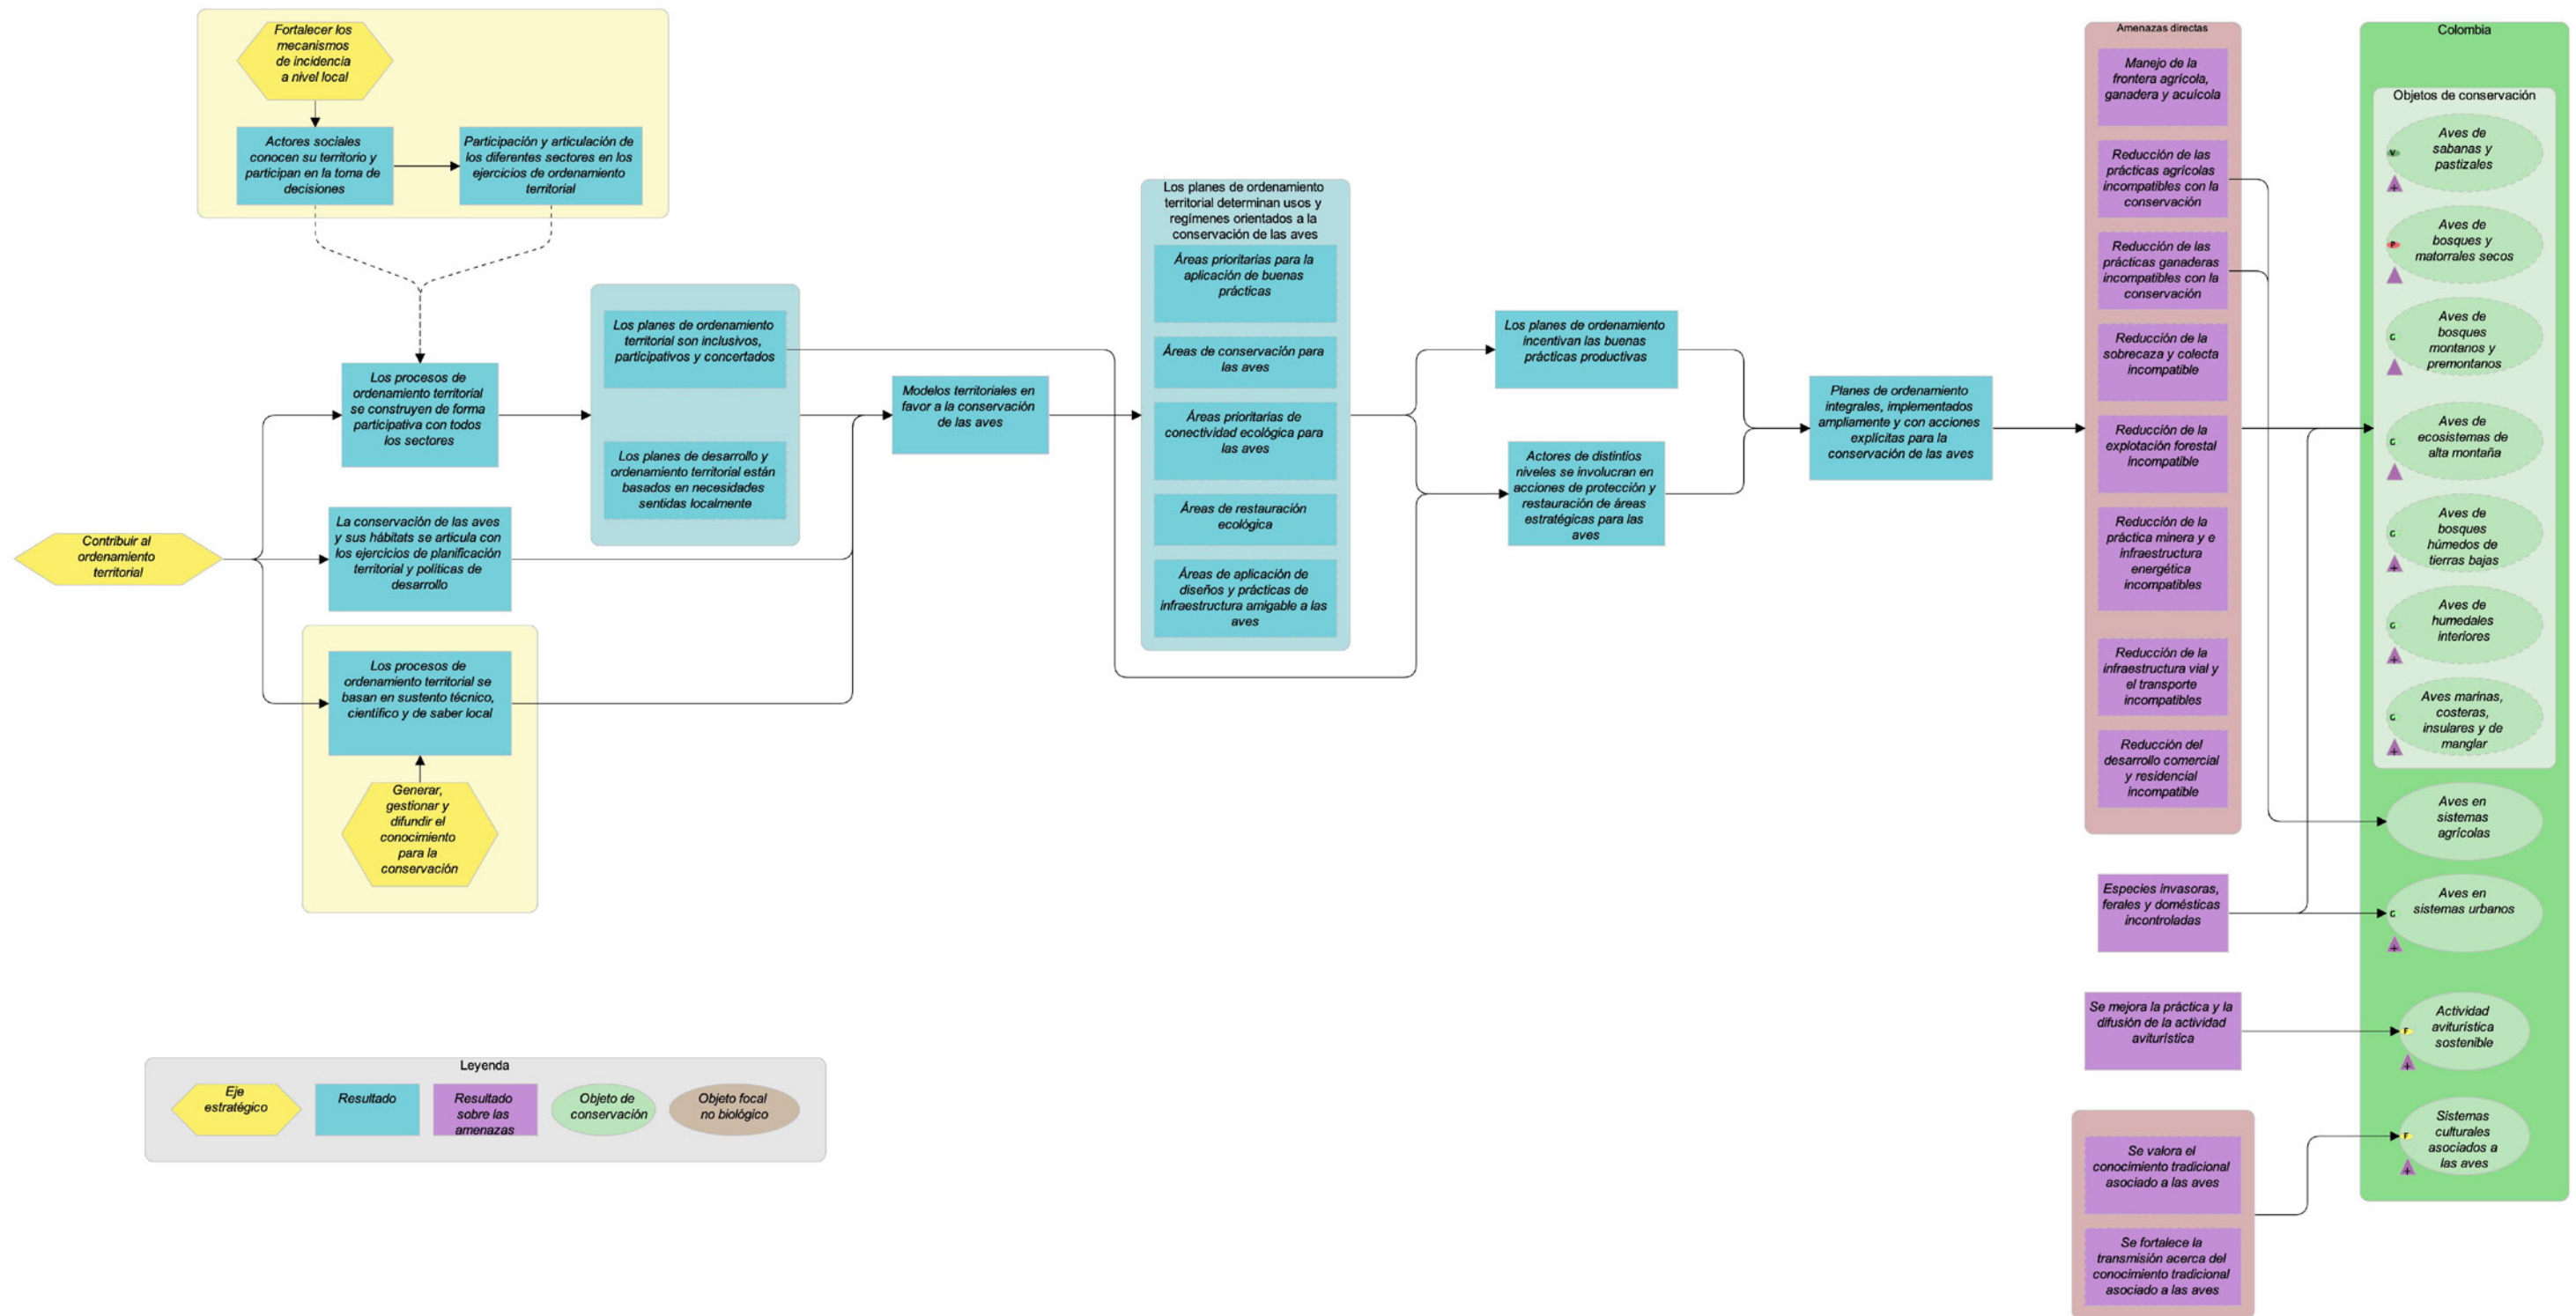 Fortalecer los
mecanismos
de incidencia
a nivel local
Actores sociales
conocen su territorio y
participan en la toma de
decisiones
Participación y articulación de
los diferentes sectores en los
ejercicios de ordenamiento
territorial
Contribuir al
ordenamiento
territorial
Los procesos de
ordenamiento territorial
se construyen de forma
participativa con todos
los sectores
La conservación de las aves
y sus hábitats se articula con
los ejercicios de planificación
territorial y políticas de
desarrollo
Los procesos de
ordenamiento territorial se
basan en sustento técnico,
científico y de saber local
Generar,
gestionar y
difundir el
conocimiento
para la
conservación
Los planes de ordenamiento
territorial son inclusivos,
participativos y concertados
Los planes de desarrollo y
ordenamiento territorial están
basados en necesidades
sentidas localmente
Modelos territoriales en
favor a la conservación
de las aves
Los planes de ordenamiento
territorial determinan usos y
regímenes orientados a la
conservación de las aves
Áreas prioritarias para la
aplicación de buenas
prácticas
Áreas de conservación para
las aves
Áreas prioritarias de
conectividad ecológica para
las aves
Áreas de restauración
ecológica
Áreas de aplicación de
diseños y prácticas de
infraestructura amigable a las
aves
Los planes de ordenamiento
incentivan las buenas
prácticas productivas
Actores de distintios
niveles se involucran en
acciones de protección y
restauración de áreas
estratégicas para las
aves
Planes de ordenamiento
integrales, implementados
ampliamente y con acciones
explícitas para la
conservación de las aves
Amenazas directas
Manejo de la
frontera agrícola,
ganadera y acuícola
Reducción de las
prácticas agrícolas
incompatibles con la
conservación
Reducción de las
prácticas ganaderas
incompatibles con la
conservación
Reducción de la
sobrecaza y colecta
incompatible
Reducción de la
explotación forestal
incompatible
Reducción de la
práctica minera y e
infraestructura
energética
incompatibles
Reducción de la
infraestructura vial y
el transporte
incompatibles
Reducción del
desarrollo comercial
y residencial
incompatible
Especies invasoras,
ferales y domésticas
incontroladas
Se mejora la práctica y la
difusión de la actividad
aviturística
Se valora el
conocimiento tradicional
asociado a las aves
Se fortalece la
transmisión acerca del
conocimiento tradicional
asociado a las aves
Colombia
Objetos de conservación
V
Aves de
sabanas y
pastizales
P
Aves de
bosques y
matorrales secos
G
Aves de
bosques
montanos y
premontanos
G
Aves de
ecosistemas de
alta montaña
G
Aves de
bosques
húmedos de
tierras bajas
G
Aves de
humedales
interiores
G
Aves marinas,
costeras,
insulares y de
manglar
Aves en
sistemas
agrícolas
G
Aves en
sistemas urbanos
F
Actividad
aviturística
sostenible
F
Sistemas
culturales
asociados a
las aves
Leyenda
Eje
estratégico
Resultado
Resultado
sobre las
amenazas
Objeto de
conservación
Objeto focal
no biológico